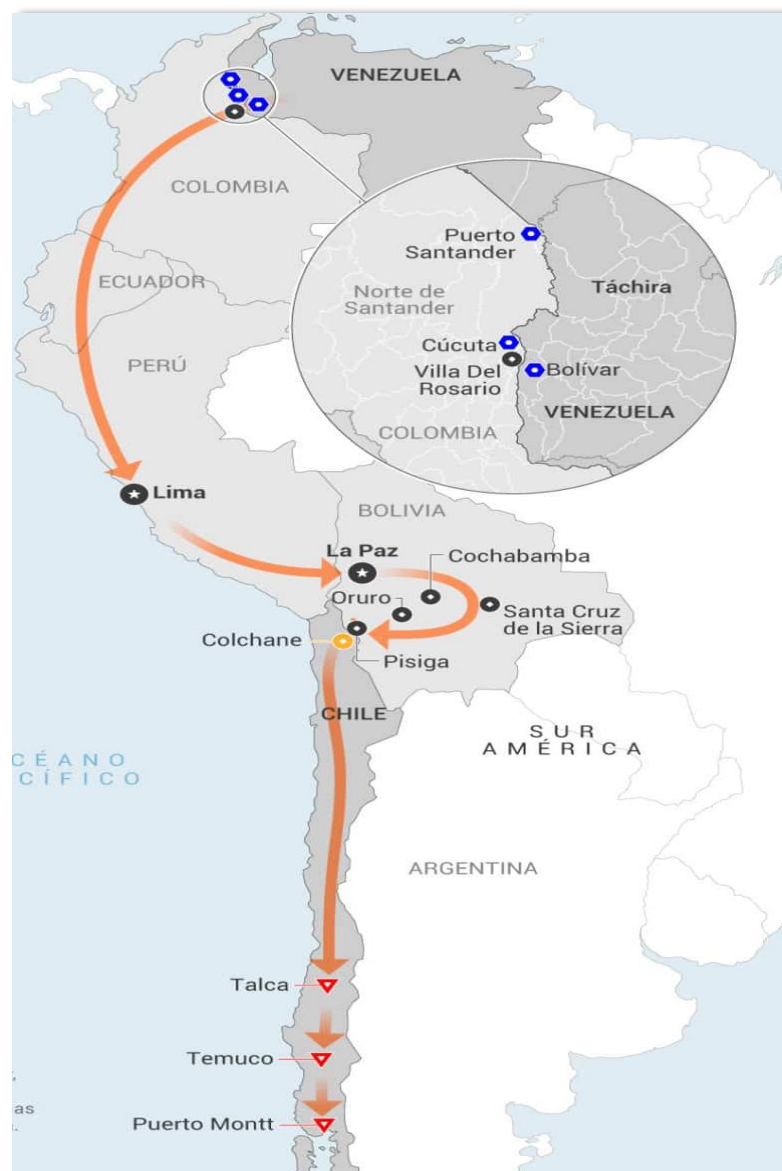 VENEZUELA
COLOMBIA
ECUADOR
PERÚ
Puerto
Santander
Norte de
Santander
Táchira
Cúcuta
Villa Del
Rosario
Bolívar
VENEZUELA
COLOMBIA
Lima
BOLIVIA
La Paz
Cochabamba
Oruro
Santa Cruz
de la Sierra
Colchane
Pisiga
CHILE
SUR
AMÉRICA
CÉANO
CÍFICO
ARGENTINA
Talca
Temuco
as
Puerto Montt